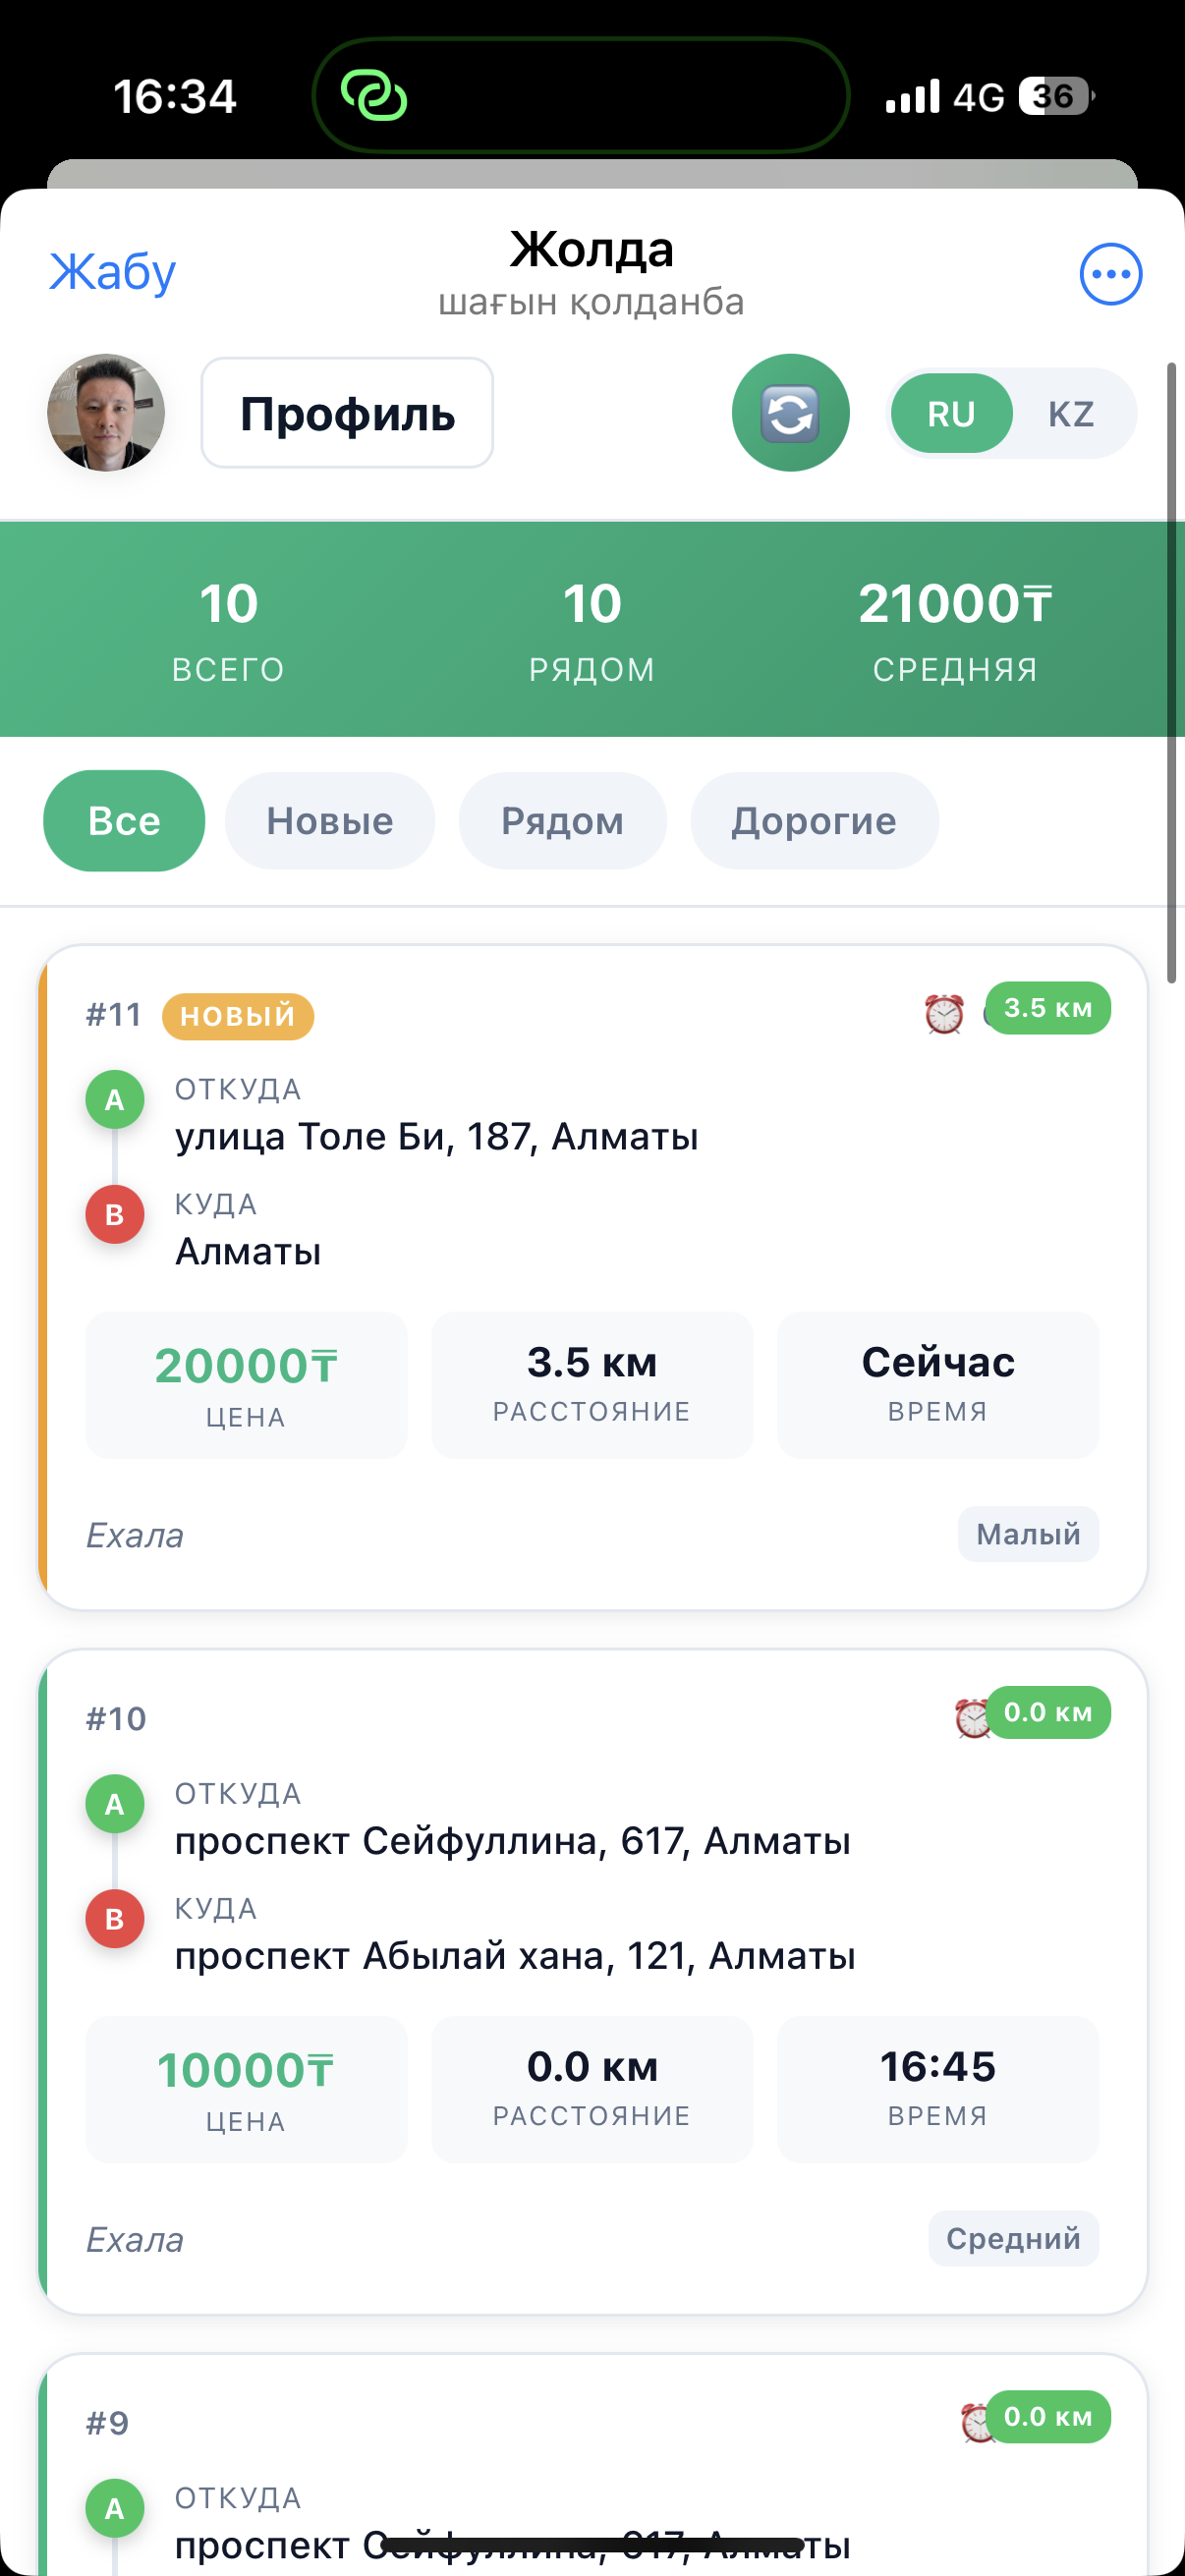 16:34
4G 36
Жабу
Жолда
шағын қолданба
Профиль
RU KZ
10 10 21000₸
ВСЕГО РЯДОМ СРЕДНЯЯ
Все Новые Рядом Дорогие
#11 НОВЫЙ 3.5 км
A ОТКУДА
улица Толе Би, 187, Алматы
B КУДА
Алматы
20000₸ 3.5 км Сейчас
ЦЕНА РАССТОЯНИЕ ВРЕМЯ
Ехала Малый
#10 0.0 км
A ОТКУДА
проспект Сейфуллина, 617, Алматы
B КУДА
проспект Абылай хана, 121, Алматы
10000₸ 0.0 км 16:45
ЦЕНА РАССТОЯНИЕ ВРЕМЯ
Ехала Средний
#9 0.0 км
A ОТКУДА
проспект Сейфуллина, 617, Алматы